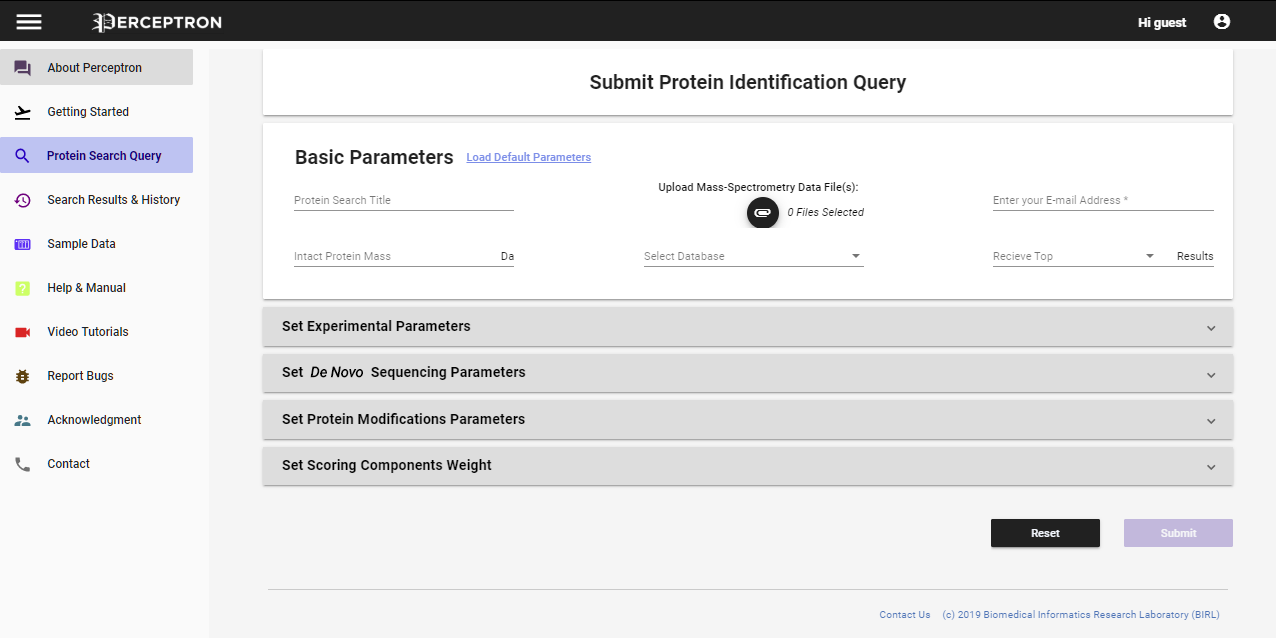 PERCEPTRON
Hi guest
About Perceptron
Getting Started
Protein Search Query
Search Results & History
Sample Data
Help & Manual
Video Tutorials
Report Bugs
Acknowledgment
Contact
Submit Protein Identification Query
Basic Parameters Load Default Parameters
Protein Search Title
Upload Mass-Spectrometry Data File(s):
0 Files Selected
Enter your E-mail Address *
Intact Protein Mass Da
Select Database
Recieve Top Results
Set Experimental Parameters
Set De Novo Sequencing Parameters
Set Protein Modifications Parameters
Set Scoring Components Weight
Reset
Submit
Contact Us (c) 2019 Biomedical Informatics Research Laboratory (BIRL)